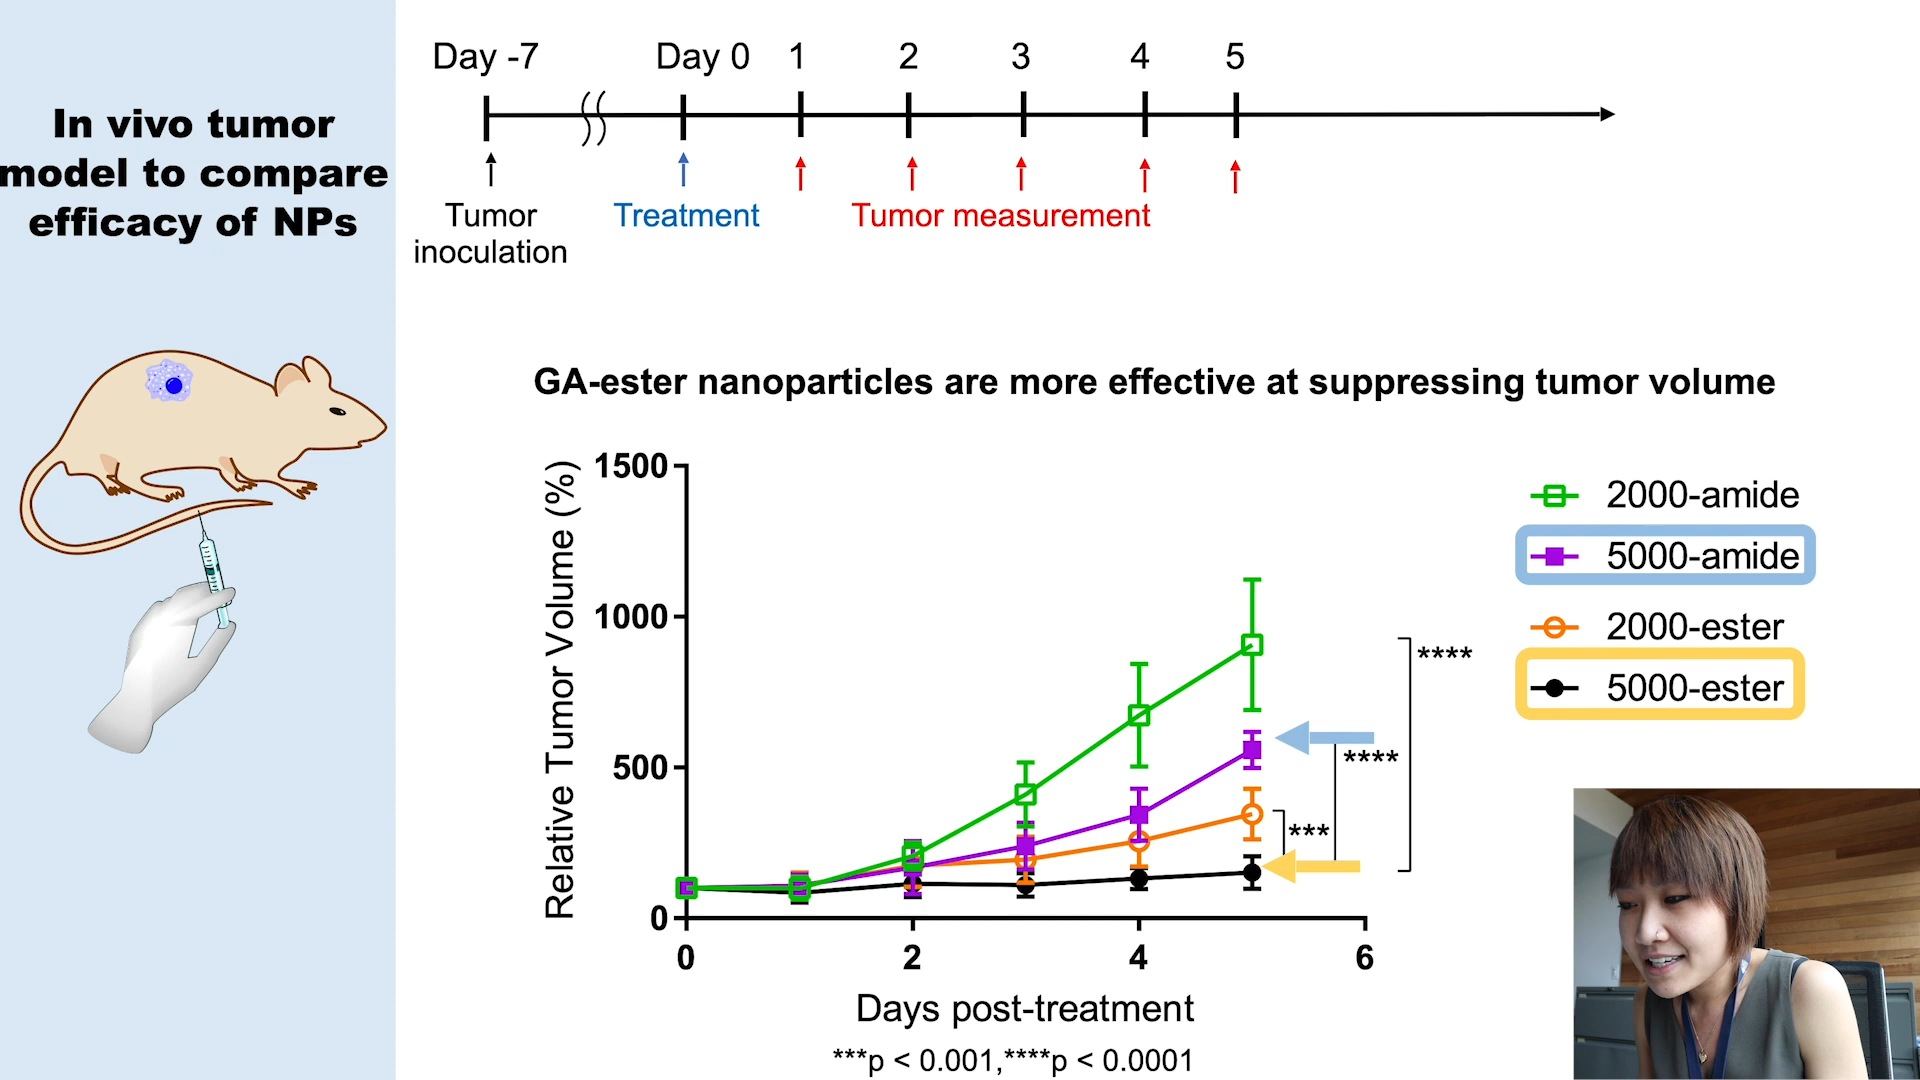 In vivo tumor
model to compare
efficacy of NPs
Day -7 Day 0 1 2 3 4 5
Tumor
inoculation
Treatment
Tumor measurement
GA-ester nanoparticles are more effective at suppressing tumor volume
Relative Tumor Volume (%)
1500
1000
500
0
0 2 4 6
Days post-treatment
***p < 0.001,****p < 0.0001
2000-amide
5000-amide
2000-ester
5000-ester
****
****
***